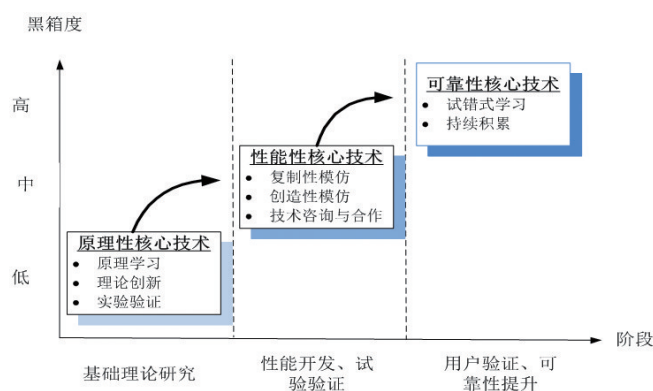 黑箱度
高
可靠性核心技术
● 试错式学习
● 持续积累
性能性核心技术
● 复制性模仿
● 创造性模仿
● 技术咨询与合作
中
原理性核心技术
● 原理学习
● 理论创新
● 实验验证
低
阶段
基础理论研究
性能开发、试
验验证
用户验证、可
靠性提升